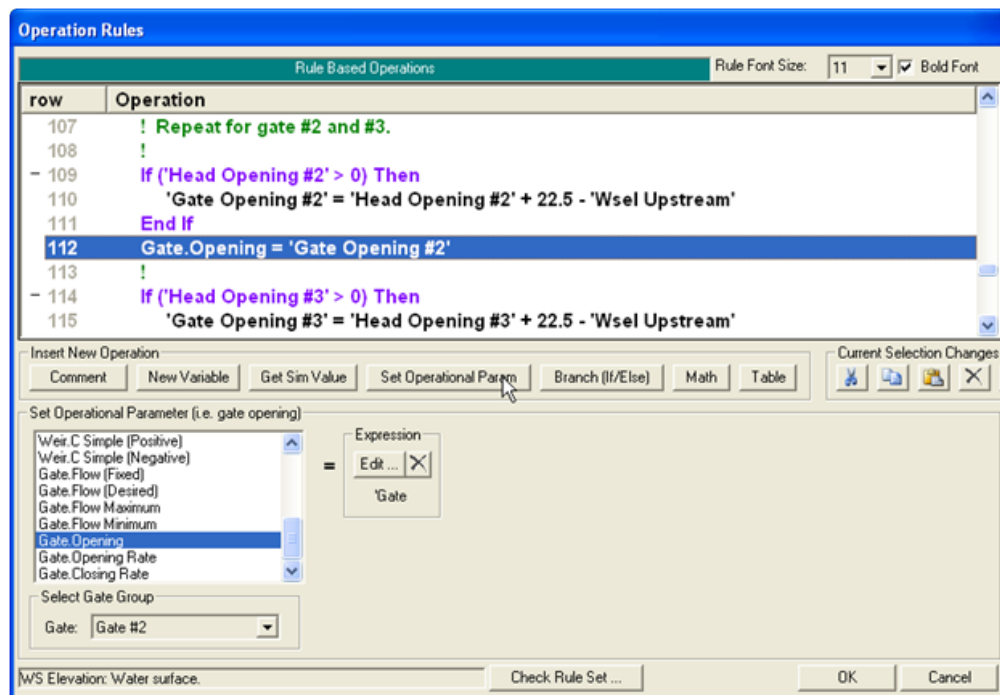 Operation Rules
Rule Based Operations
Rule Font Size: 11 Bold Font
row Operation
107 ! Repeat for gate #2 and #3.
108 !
109 If ('Head Opening #2' > 0) Then
110 'Gate Opening #2' = 'Head Opening #2' + 22.5 - 'Wsel Upstream'
111 End If
112 Gate.Opening = 'Gate Opening #2'
113 !
114 If ('Head Opening #3' > 0) Then
115 'Gate Opening #3' = 'Head Opening #3' + 22.5 - 'Wsel Upstream'
Insert New Operation
Current Selection Changes
Comment New Variable Get Sim Value Set Operational Param Branch (If/Else) Math Table
Set Operational Parameter (i.e. gate opening)
Weir.C Simple (Positive)
Weir.C Simple (Negative)
Gate.Flow (Fixed)
Gate.Flow (Desired)
Gate.Flow Maximum
Gate.Flow Minimum
Gate.Opening
Gate.Opening Rate
Gate.Closing Rate
=
Expression
Edit ...
'Gate
Select Gate Group
Gate: Gate #2
WS Elevation: Water surface.
Check Rule Set ...
OK
Cancel